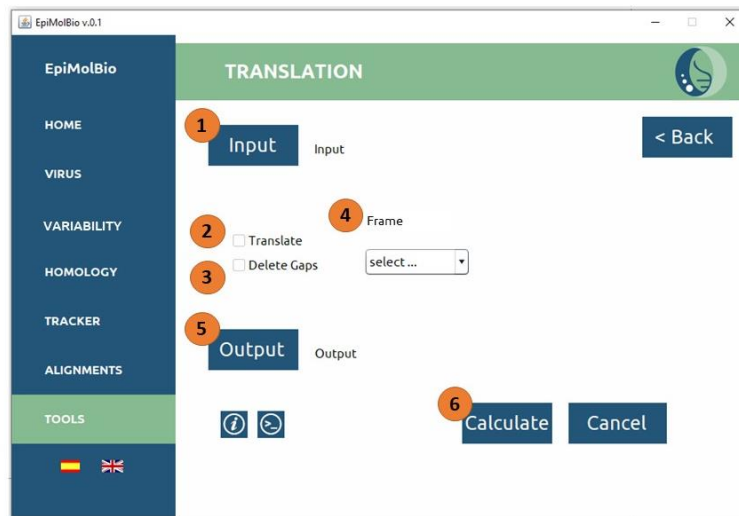 EpiMolBio v.0.1
EpiMolBio
TRANSLATION
HOME
VIRUS
VARIABILITY
HOMOLOGY
TRACKER
ALIGNMENTS
TOOLS
1
Input Input
< Back
4
Frame
2
Translate
3
Delete Gaps
select ...
5
Output Output
6
Calculate Cancel